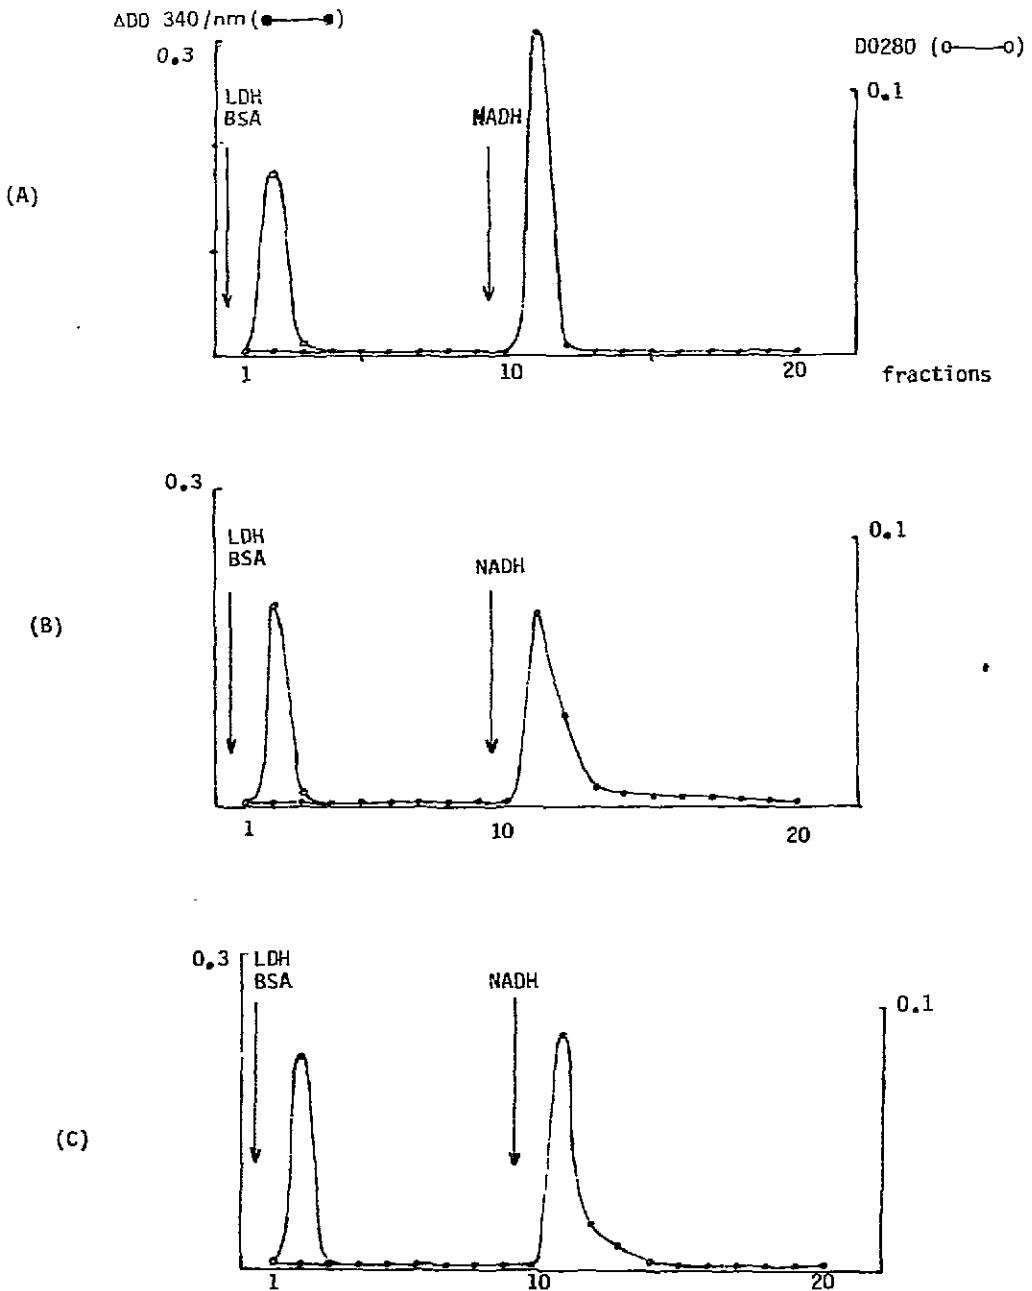 ΔDO 340/nm (●——●)
DO280 (o——o)
0.3
0.1
LDH
BSA
NADH
(A)
1
10
20
fractions
0.3
0.1
LDH
BSA
NADH
(B)
1
10
20
0.3
LDH
BSA
NADH
0.1
(C)
1
10
20